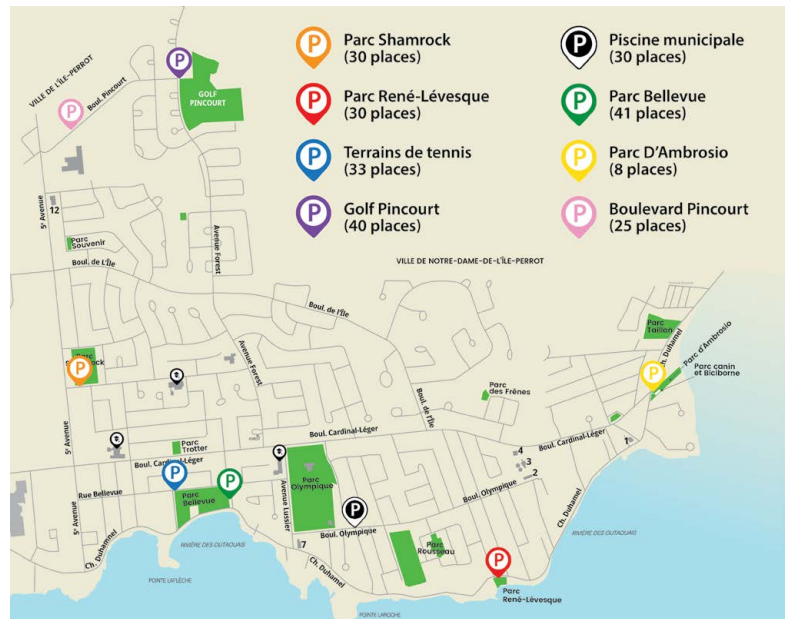 Parc Shamrock
(30 places)
Parc René-Lévesque
(30 places)
Terrains de tennis
(33 places)
Golf Pincourt
(40 places)
Piscine municipale
(30 places)
Parc Bellevue
(41 places)
Parc D'Ambrosio
(8 places)
Boulevard Pincourt
(25 places)
P
P
P
P
P
P
P
P
VILLE DE L'ÎLE-PERROT
P
GOLF
PINCOURT
P
Boul. Pincourt
5e Avenue
12
Parc
Souvenir
Avenue Forest
Boul. de L'Île
VILLE DE NOTRE-DAME-DE-L'ÎLE-PERROT
Boul. de l'Île
Parc
Taillon
Ch. Duhamel
Parc d'Ambrosio
Parc canin
et Biciborne
P
Parc
P
Avenue Forest
Parc
des Frênes
Boul. de l'Île
5e Avenue
Boul. Cardinal-Léger
Boul. Cardinal-Léger
1
4
3
2
Parc
Trotter
Boul. Cardinal-Léger
P
P
Rue Bellevue
Parc
Bellevue
Parc
Olympique
Avenue Lussier
Boul. Olympique
P
Boul. Olympique
7
5e Avenue
Ch. Duhamnel
Ch. Duhamel
RIVIÈRE DES OUTAOUAIS
RIVIÈRE DES OUTAOUAIS
Ch. Duhamel
Parc
Rousseau
P
Parc
René-Lévesque
POINTE LAFLÈCHE
POINTE LAROCHE